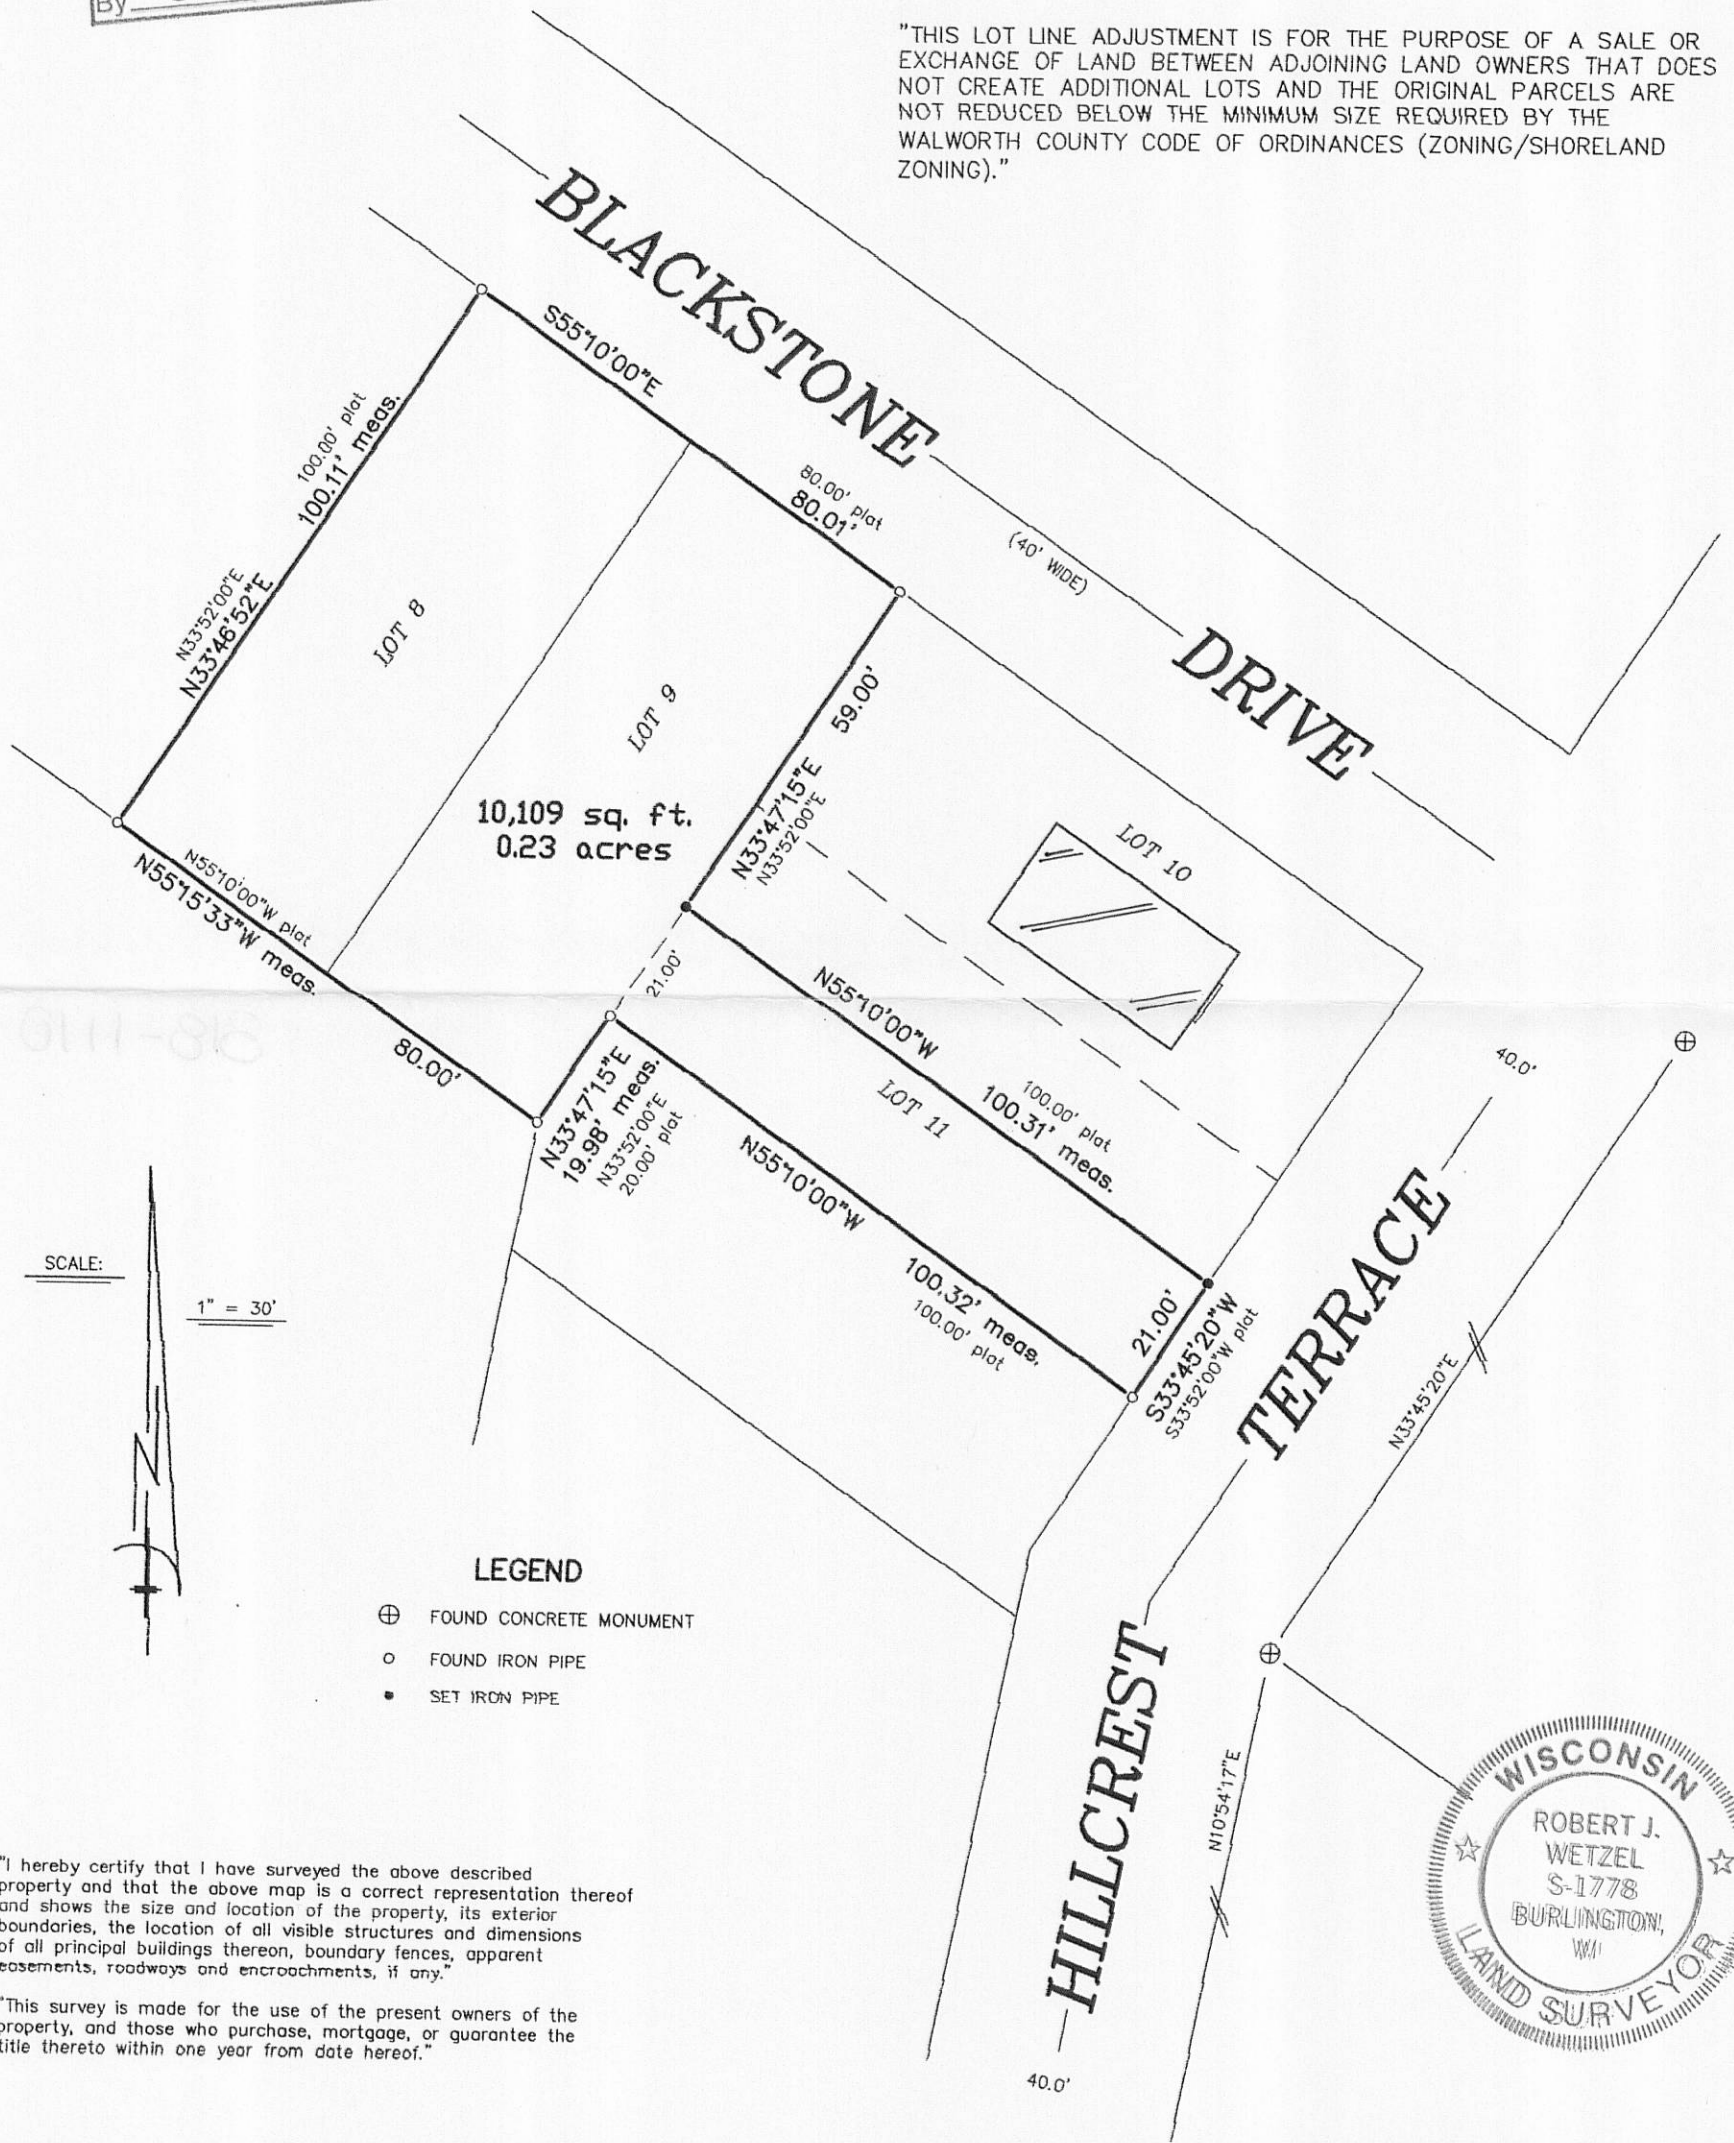 By
"THIS LOT LINE ADJUSTMENT IS FOR THE PURPOSE OF A SALE OR
EXCHANGE OF LAND BETWEEN ADJOINING LAND OWNERS THAT DOES
NOT CREATE ADDITIONAL LOTS AND THE ORIGINAL PARCELS ARE
NOT REDUCED BELOW THE MINIMUM SIZE REQUIRED BY THE
WALWORTH COUNTY CODE OF ORDINANCES (ZONING/SHORELAND
ZONING)."
BLACKSTONE
(40' WIDE)
DRIVE
S55°10'00"E
80.00' plat
80.01'
100.00' plat
100.11' meas.
N33°52'00"E
N33°46'52"E
LOT 8
LOT 9
10,109 sq. ft.
0.23 acres
59.00'
N33°47'15"E
N33°52'00"E
LOT 10
N55°10'00"W plat
N55°15'33"W meas.
80.00'
21.00'
N33°47'15"E
19.98' meas.
N33°52'00"E
20.00' plat
N55°10'00"W
100.00' plat
100.31' meas.
LOT 11
N55°10'00"W
100.32' meas.
100.00' plat
21.00'
S33°45'20"W
S33°52'00"W plat
40.0'
TERRACE
N33°45'20"E
SCALE:
1" = 30'
N
LEGEND
FOUND CONCRETE MONUMENT
FOUND IRON PIPE
SET IRON PIPE
HILLCREST
N10°54'17"E
40.0'
"I hereby certify that I have surveyed the above described
property and that the above map is a correct representation thereof
and shows the size and location of the property, its exterior
boundaries, the location of all visible structures and dimensions
of all principal buildings thereon, boundary fences, apparent
easements, roadways and encroachments, if any."
"This survey is made for the use of the present owners of the
property, and those who purchase, mortgage, or guarantee the
title thereto within one year from date hereof."
WISCONSIN
ROBERT J.
WETZEL
S-1778
BURLINGTON,
WI
LAND SURVEYOR